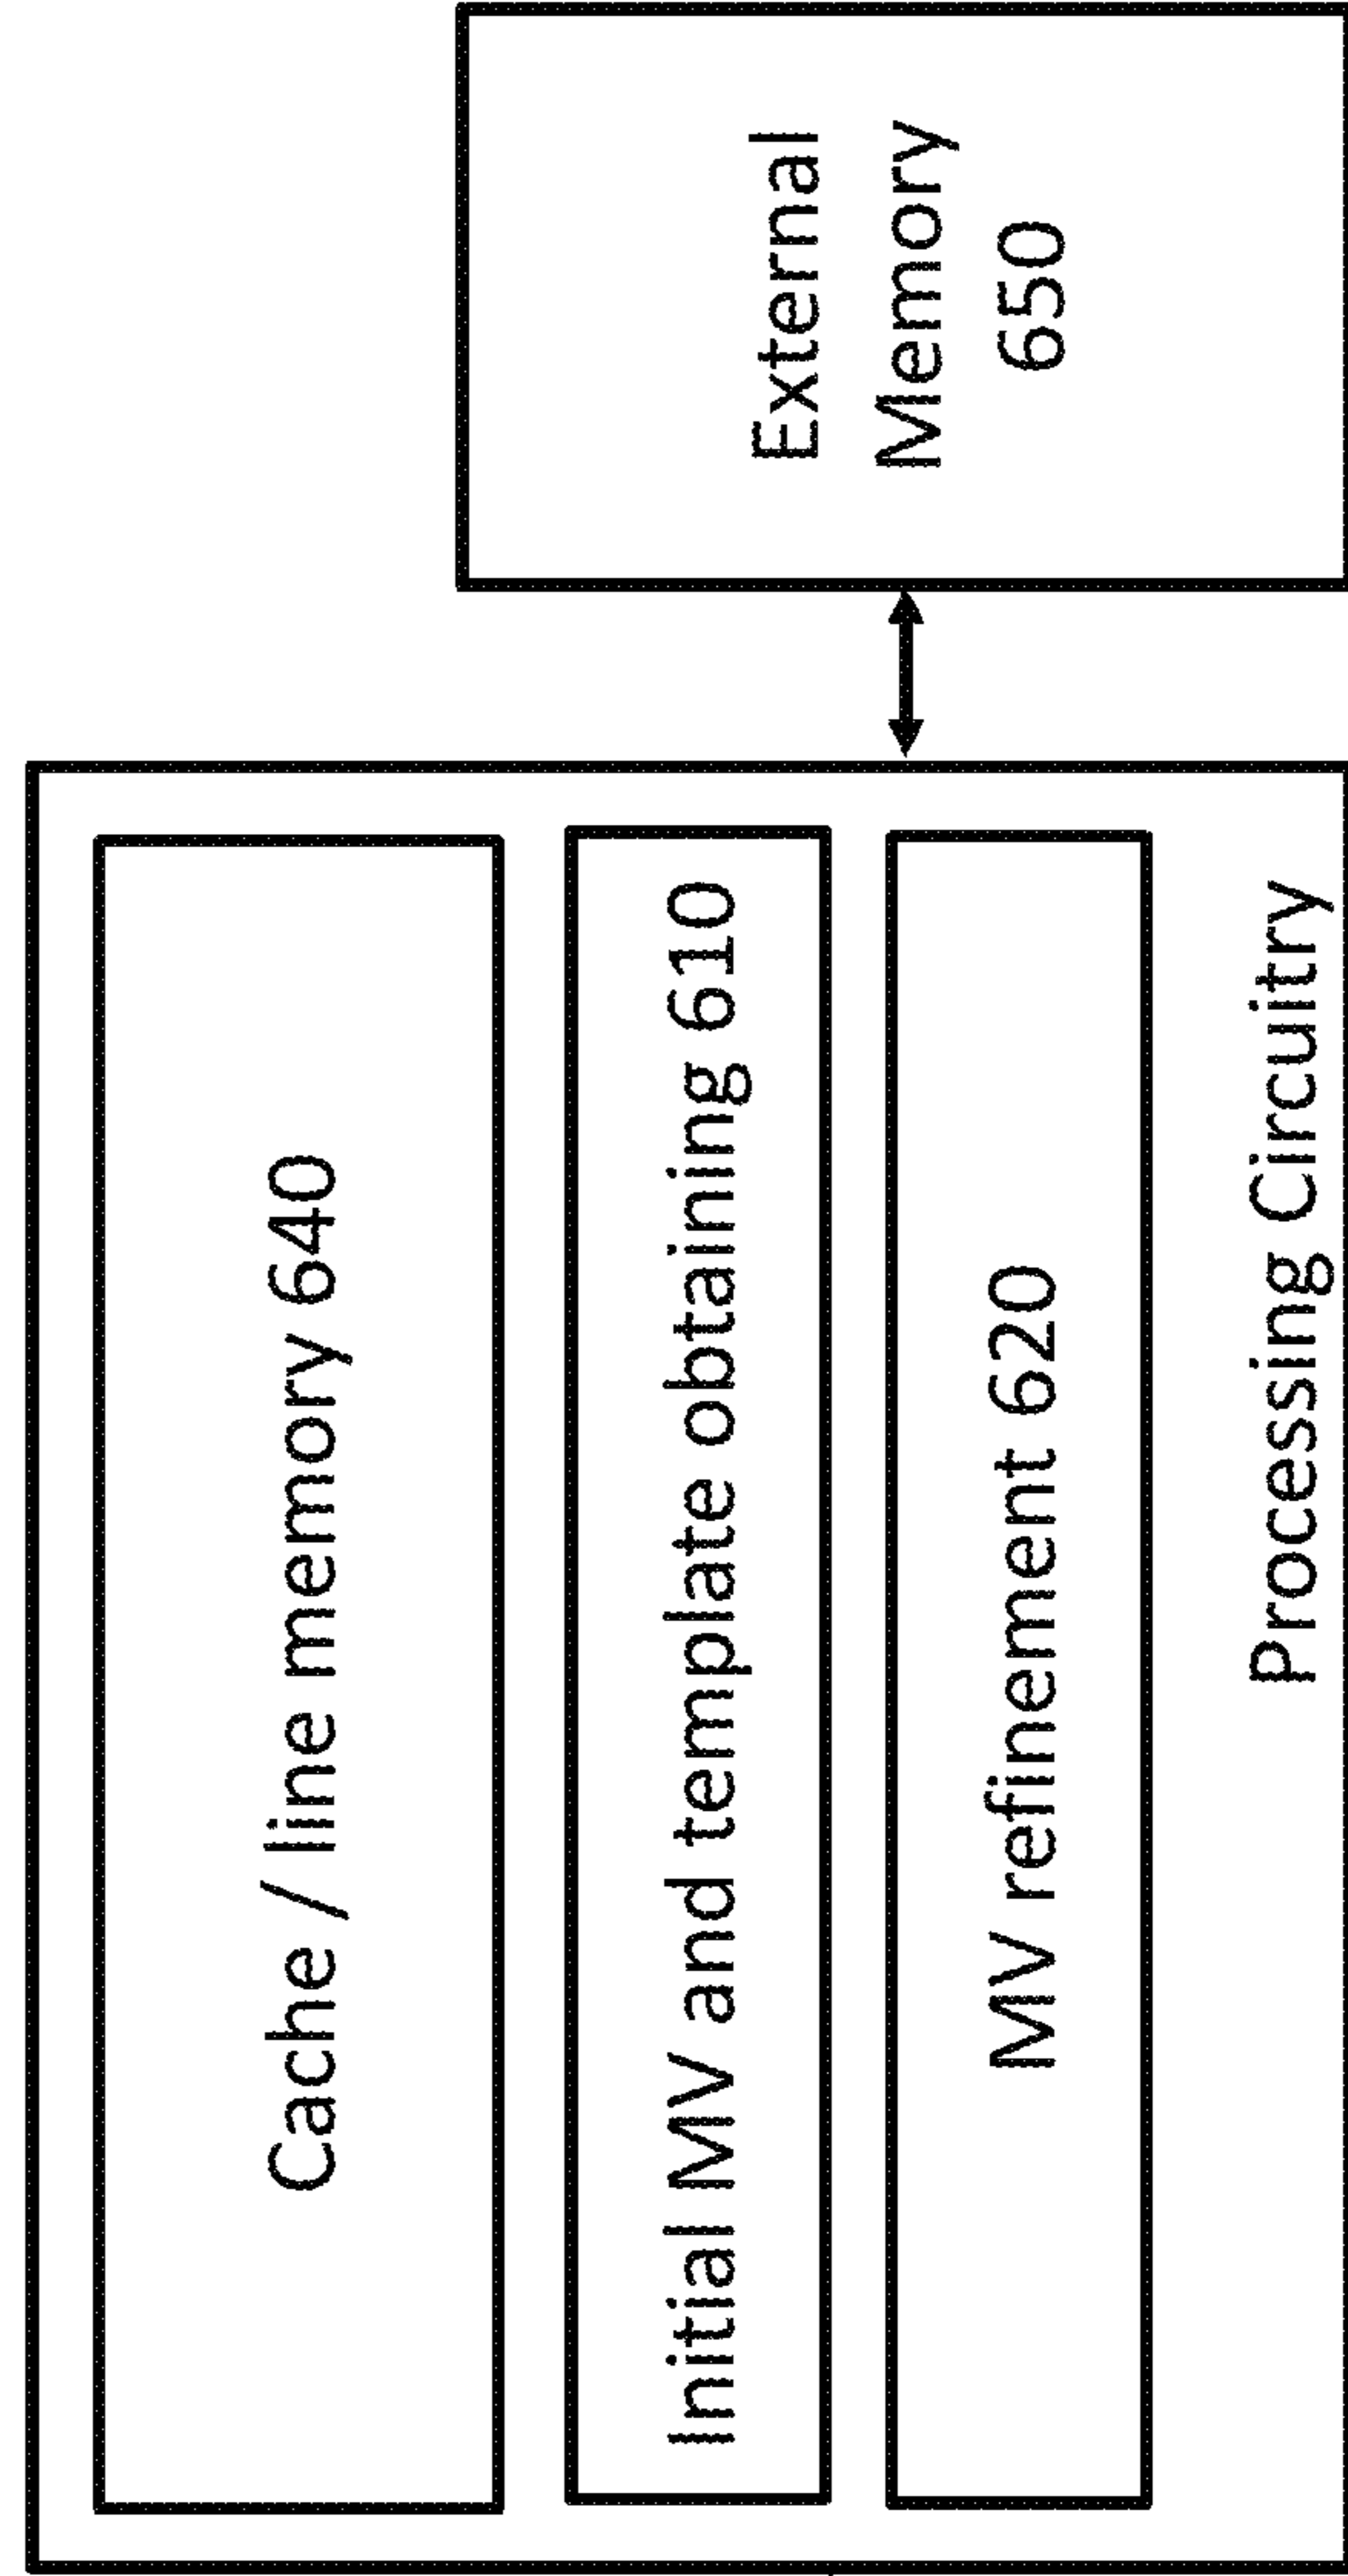 Cache / line memory 640
Initial MV and template obtaining 610
MV refinement 620
Processing Circuitry
External
Memory
650